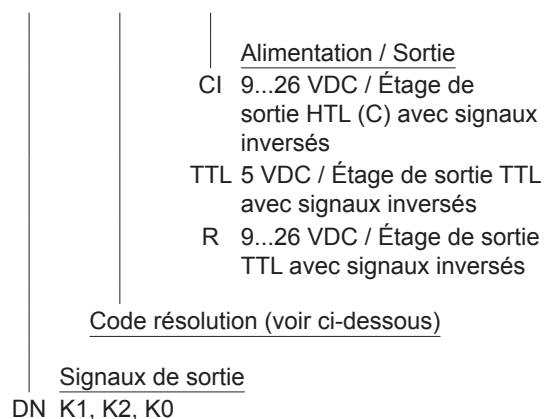 Alimentation / Sortie
CI 9...26 VDC / Étage de
sortie HTL (C) avec signaux
inversés
TTL 5 VDC / Étage de sortie TTL
avec signaux inversés
R 9...26 VDC / Étage de sortie
TTL avec signaux inversés
Code résolution (voir ci-dessous)
Signaux de sortie
DN K1, K2, K0